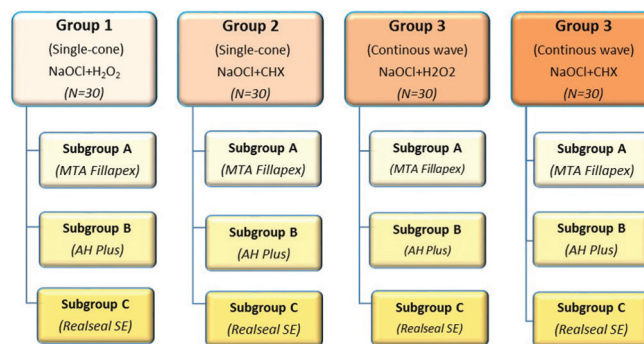 Group 1
(Single-cone)
NaOCl+H₂O₂
(N=30)
Subgroup A
(MTA Fillapex)
Subgroup B
(AH Plus)
Subgroup C
(Realseal SE)
Group 2
(Single-cone)
NaOCl+CHX
(N=30)
Subgroup A
(MTA Fillapex)
Subgroup B
(AH Plus)
Subgroup C
(Realseal SE)
Group 3
(Continous wave)
NaOCl+H2O2
(N=30)
Subgroup A
(MTA Fillapex)
Subgroup B
(AH Plus)
Subgroup C
(Realseal SE)
Group 3
(Continous wave)
NaOCl+CHX
(N=30)
Subgroup A
(MTA Fillapex)
Subgroup B
(AH Plus)
Subgroup C
(Realseal SE)